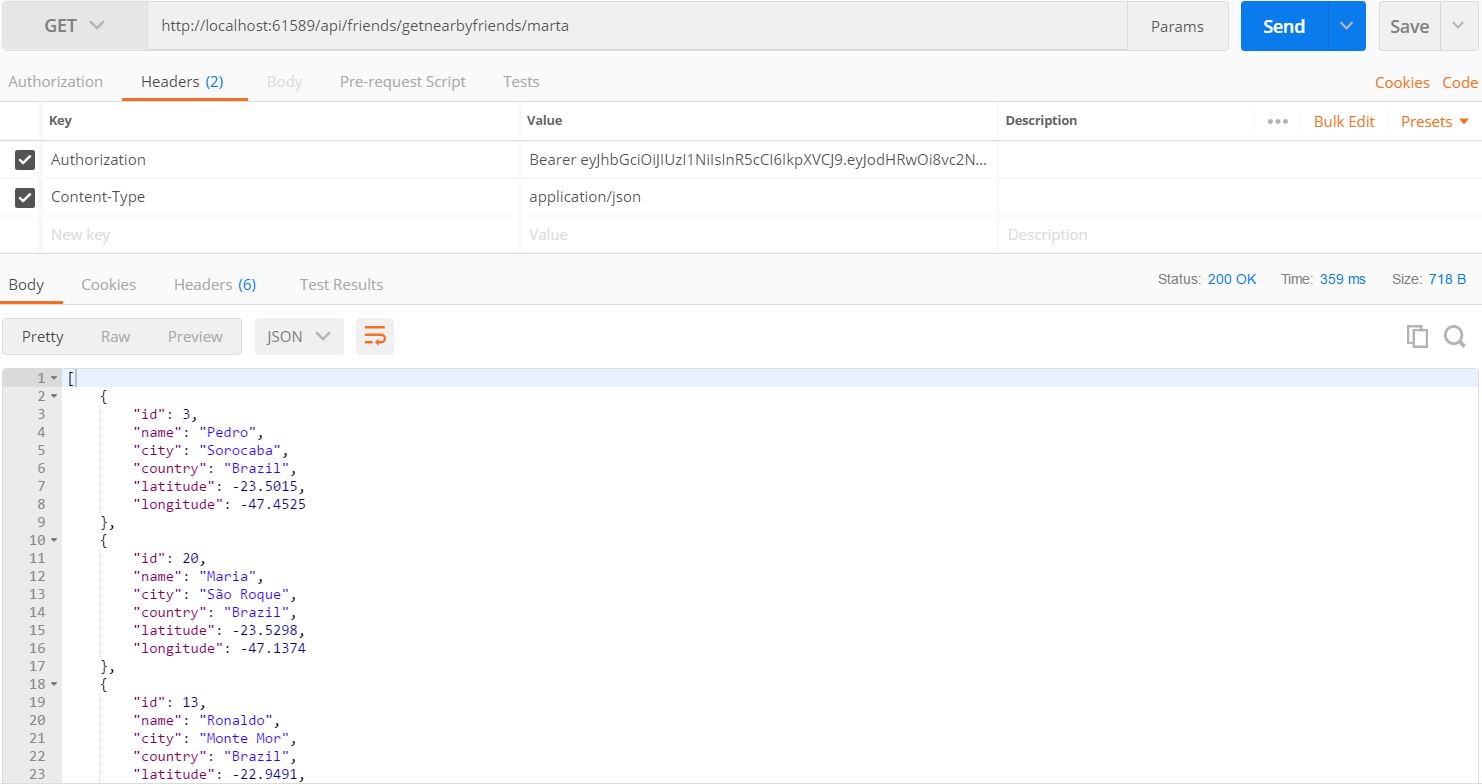 GET http://localhost:61589/api/friends/getnearbyfriends/marta Params Send Save
Authorization Headers (2) Body Pre-request Script Tests Cookies Code
Key Value Description ••• Bulk Edit Presets
Authorization Bearer eyJhbGciOiJIUzI1NiIsInR5cCI6IkpXVCJ9.eyJodHRwOi8vc2N...
Content-Type application/json
New key Value Description
Body Cookies Headers (6) Test Results Status: 200 OK Time: 359 ms Size: 718 B
Pretty Raw Preview JSON
1 [
2 {
3 "id": 3,
4 "name": "Pedro",
5 "city": "Sorocaba",
6 "country": "Brazil",
7 "latitude": -23.5015,
8 "longitude": -47.4525
9 },
10 {
11 "id": 20,
12 "name": "Maria",
13 "city": "São Roque",
14 "country": "Brazil",
15 "latitude": -23.5298,
16 "longitude": -47.1374
17 },
18 {
19 "id": 13,
20 "name": "Ronaldo",
21 "city": "Monte Mor",
22 "country": "Brazil",
23 "latitude": -22.9491,